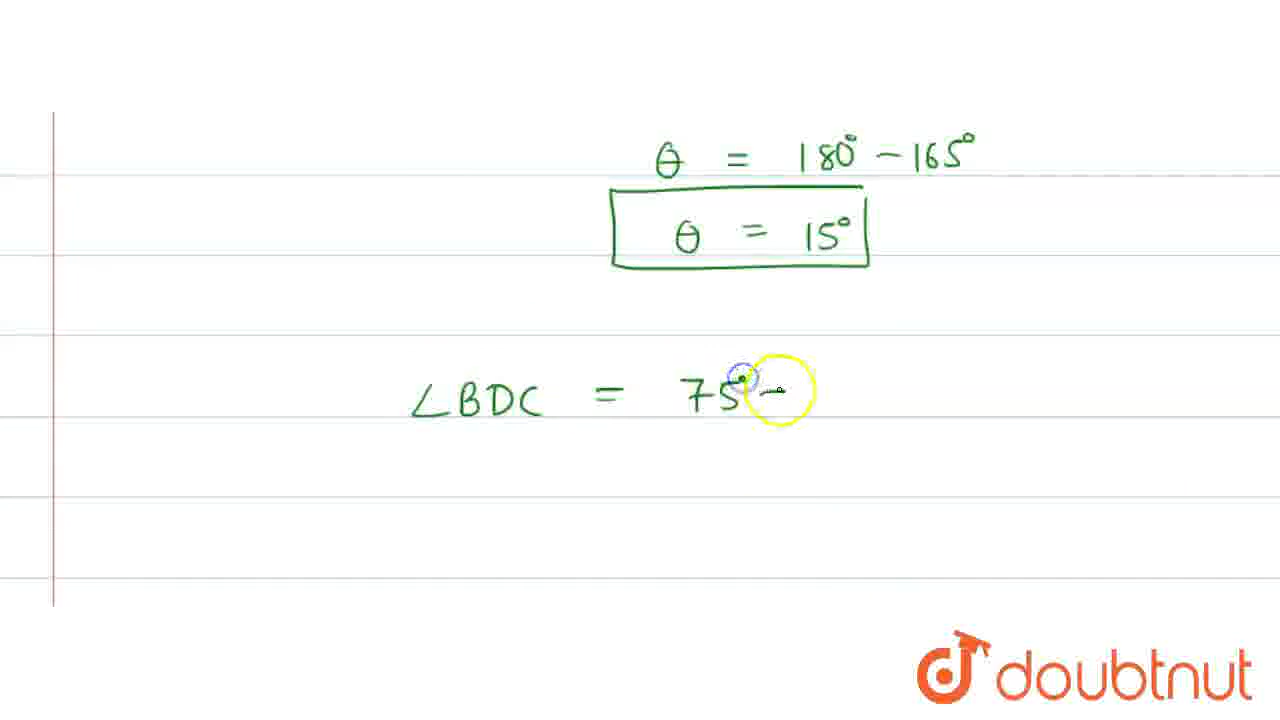 θ = 180° - 165°
θ = 15°
∠BDC = 75° -
doubtnut